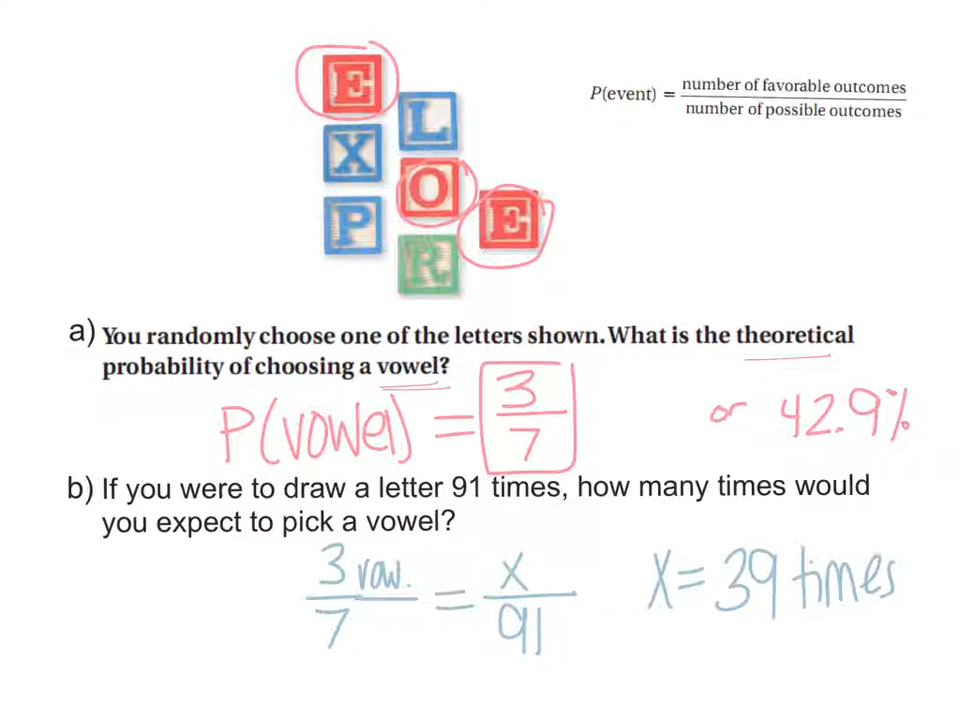 E
L
X
O
E
P
R
P(event) = number of favorable outcomes
number of possible outcomes
a) You randomly choose one of the letters shown. What is the theoretical
probability of choosing a vowel?
P(vowel) = 3/7 or 42.9%
b) If you were to draw a letter 91 times, how many times would
you expect to pick a vowel?
3 vow./7 = x/91 X = 39 times